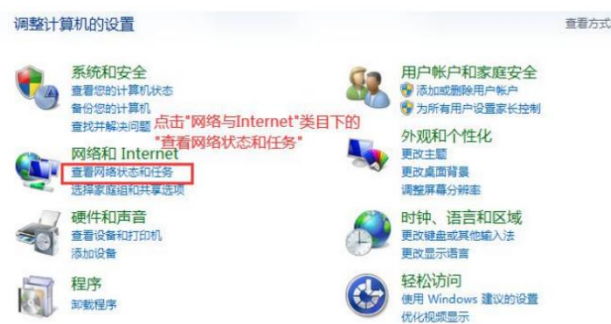 调整计算机的设置
查看方式
系统和安全
查看您的计算机状态
备份您的计算机
查找并解决问题
点击"网络与Internet"类目下的
"查看网络状态和任务"
网络和 Internet
查看网络状态和任务
选择家庭组和共享选项
硬件和声音
查看设备和打印机
添加设备
程序
卸载程序
用户帐户和家庭安全
添加或删除用户帐户
为所有用户设置家长控制
外观和个性化
更改主题
更改桌面背景
调整屏幕分辨率
时钟、语言和区域
更改键盘或其他输入法
更改显示语言
轻松访问
使用 Windows 建议的设置
优化视频显示